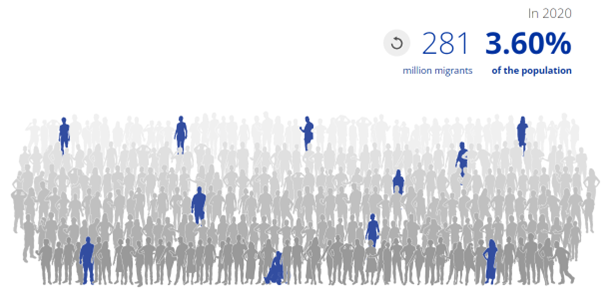 In 2020
281 3.60%
million migrants of the population